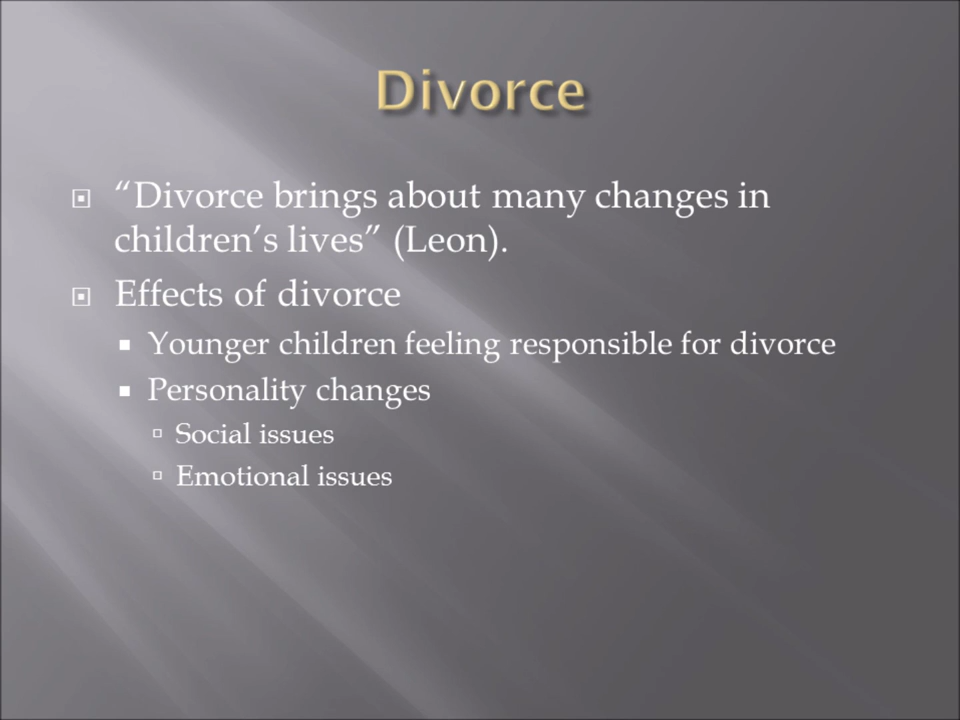 Divorce
“Divorce brings about many changes in
children’s lives” (Leon).
Effects of divorce
Younger children feeling responsible for divorce
Personality changes
Social issues
Emotional issues